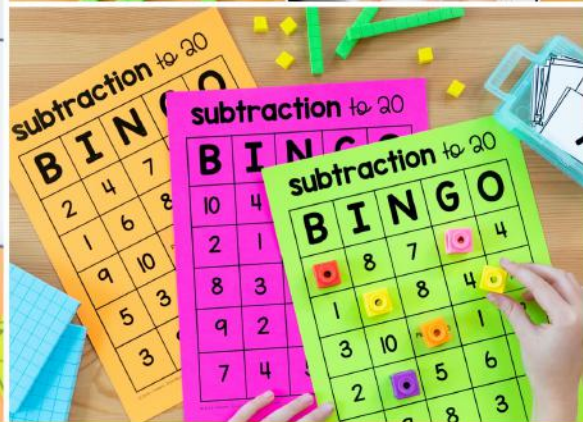 subtraction to 20
B I N O
2 4 7
1 6 8
9 10
5 3
3
subtraction to 20
B I N G O
10 4
2 1
8 3
9 2
7 4
subtraction to 20
B I N G O
8 7 4
1 8 4
3 10 1
2 5 6
8 3